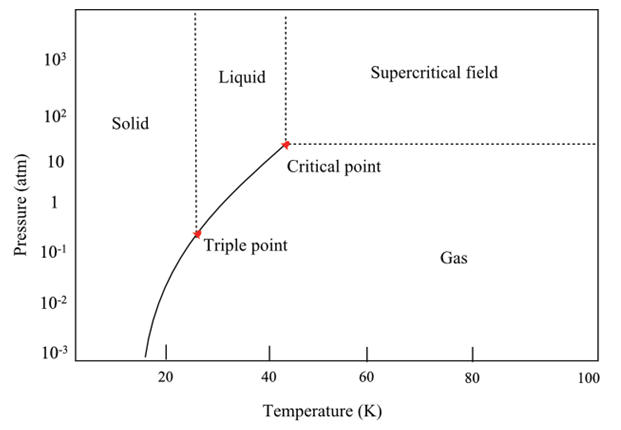 10³
Liquid
Supercritical field
10²
Solid
10
Critical point
1
Pressure (atm)
Triple point
10⁻¹
Gas
10⁻²
10⁻³
20
40
60
80
100
Temperature (K)